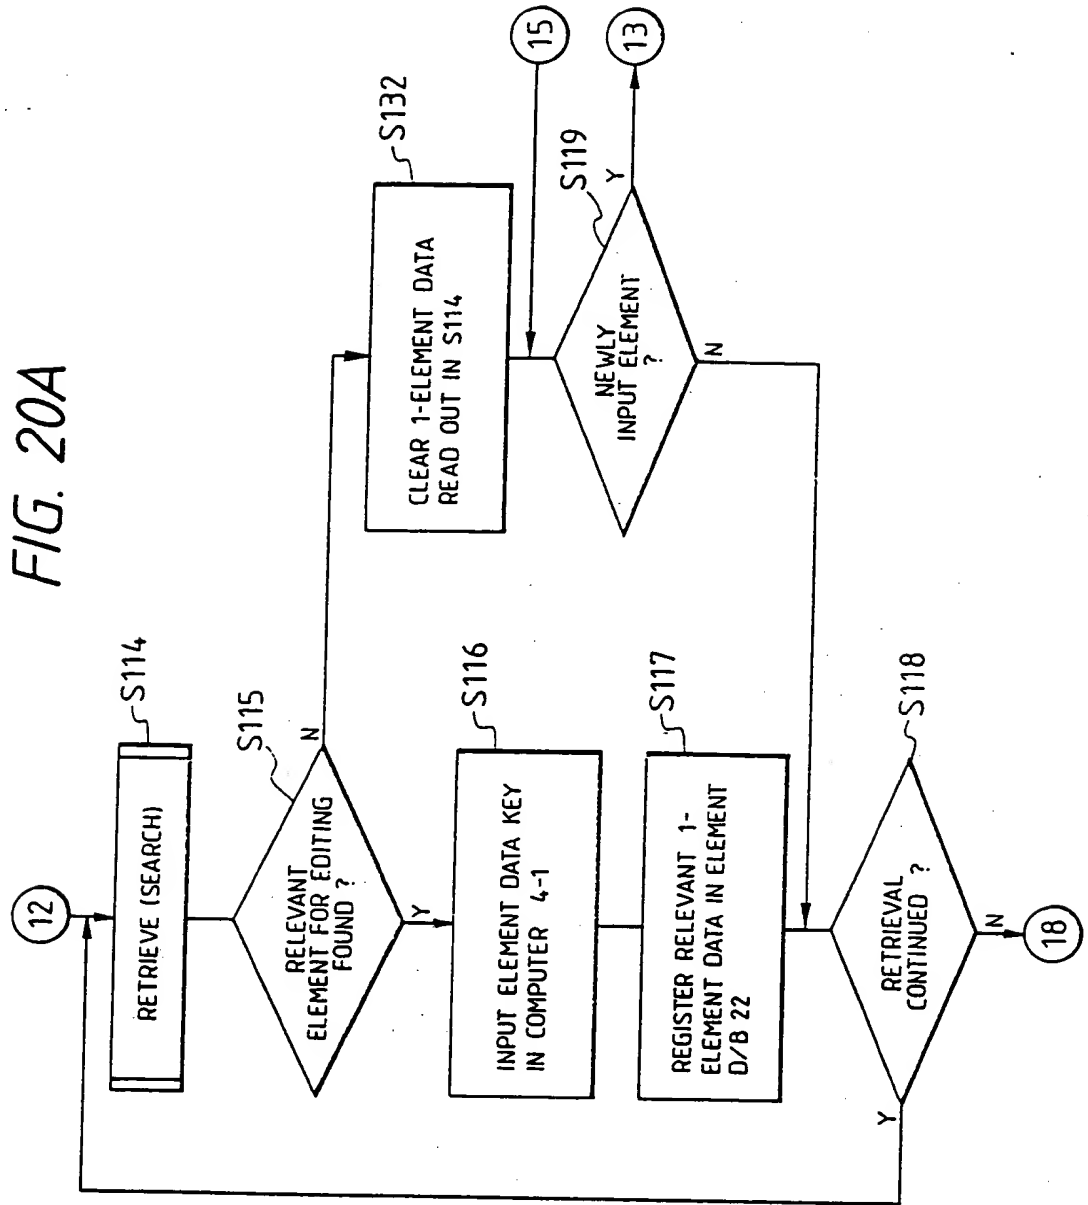 FIG. 20A
12
S114
RETRIEVE (SEARCH)
S115
RELEVANT
ELEMENT FOR EDITING
FOUND ?
N
Y
S116
INPUT ELEMENT DATA KEY
IN COMPUTER 4-1
S117
REGISTER RELEVANT 1-
ELEMENT DATA IN ELEMENT
D/B 22
S118
RETRIEVAL
CONTINUED ?
Y
N
18
S132
CLEAR 1-ELEMENT DATA
READ OUT IN S114
15
S119
NEWLY
INPUT ELEMENT
?
Y
N
13